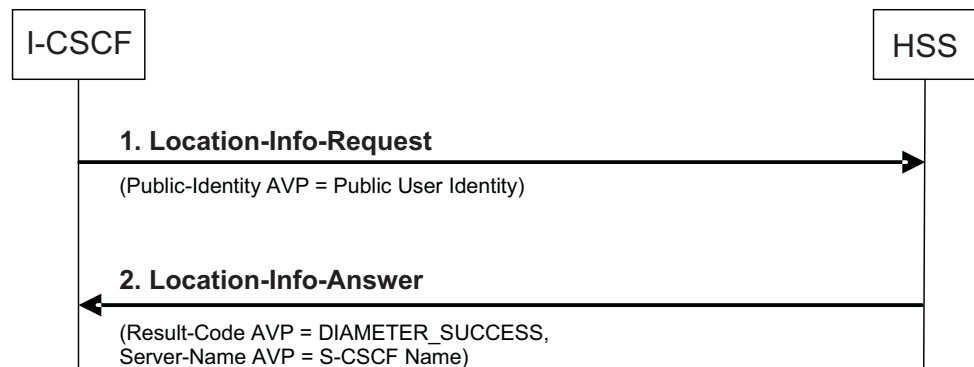 I-CSCF
HSS
1. Location-Info-Request
(Public-Identity AVP = Public User Identity)
2. Location-Info-Answer
(Result-Code AVP = DIAMETER_SUCCESS,
Server-Name AVP = S-CSCF Name)